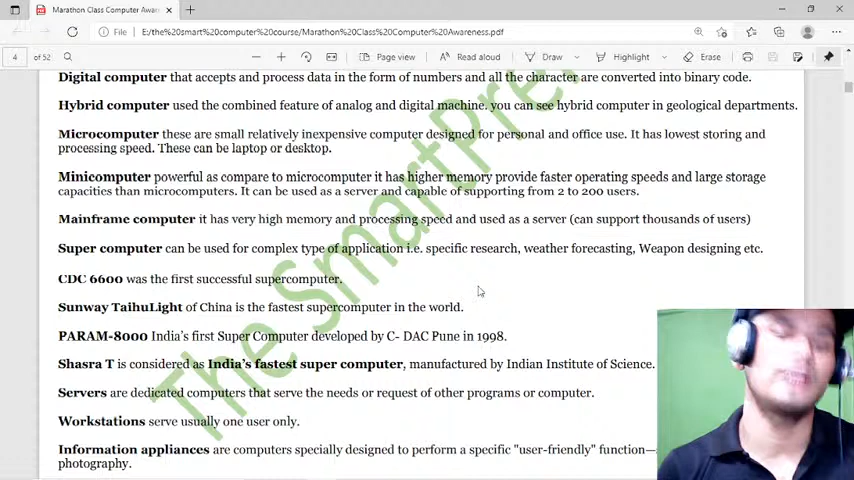 Marathon Class Computer Awar
4 of 52
File E:/the%20smart%20computer%20course/Marathon%20Class%20Computer%20Awareness.pdf
Page view Read aloud Draw Highlight Erase
Digital computer that accepts and process data in the form of numbers and all the character are converted into binary code.
Hybrid computer used the combined feature of analog and digital machine. you can see hybrid computer in geological departments.
Microcomputer these are small relatively inexpensive computer designed for personal and office use. It has lowest storing and
processing speed. These can be laptop or desktop.
Minicomputer powerful as compare to microcomputer it has higher memory provide faster operating speeds and large storage
capacities than microcomputers. It can be used as a server and capable of supporting from 2 to 200 users.
Mainframe computer it has very high memory and processing speed and used as a server (can support thousands of users)
Super computer can be used for complex type of application i.e. specific research, weather forecasting, Weapon designing etc.
CDC 6600 was the first successful supercomputer.
Sunway TaihuLight of China is the fastest supercomputer in the world.
PARAM-8000 India's first Super Computer developed by C- DAC Pune in 1998.
Shasra T is considered as India's fastest super computer, manufactured by Indian Institute of Science.
Servers are dedicated computers that serve the needs or request of other programs or computer.
Workstations serve usually one user only.
Information appliances are computers specially designed to perform a specific "user-friendly" function—
photography.
The SmartPre